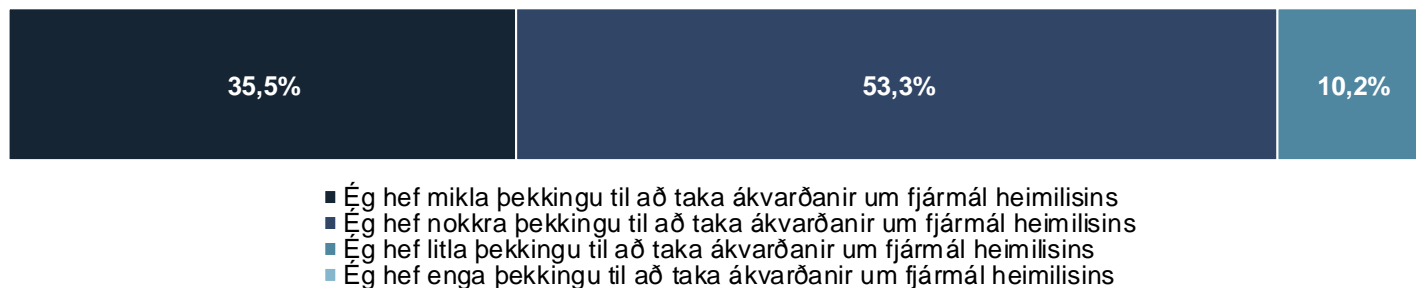 35,5% 53,3% 10,2%
Ég hef mikla þekkingu til að taka ákvarðanir um fjármál heimilisins
Ég hef nokkra þekkingu til að taka ákvarðanir um fjármál heimilisins
Ég hef litla þekkingu til að taka ákvarðanir um fjármál heimilisins
Ég hef enga þekkingu til að taka ákvarðanir um fjármál heimilisins